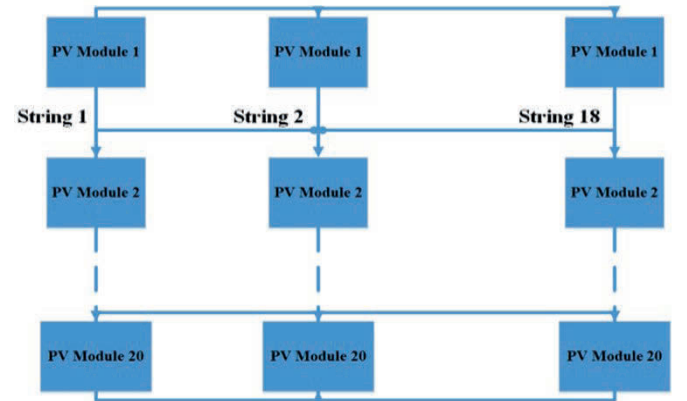 PV Module 1
PV Module 1
PV Module 1
String 1
String 2
String 18
PV Module 2
PV Module 2
PV Module 2
PV Module 20
PV Module 20
PV Module 20